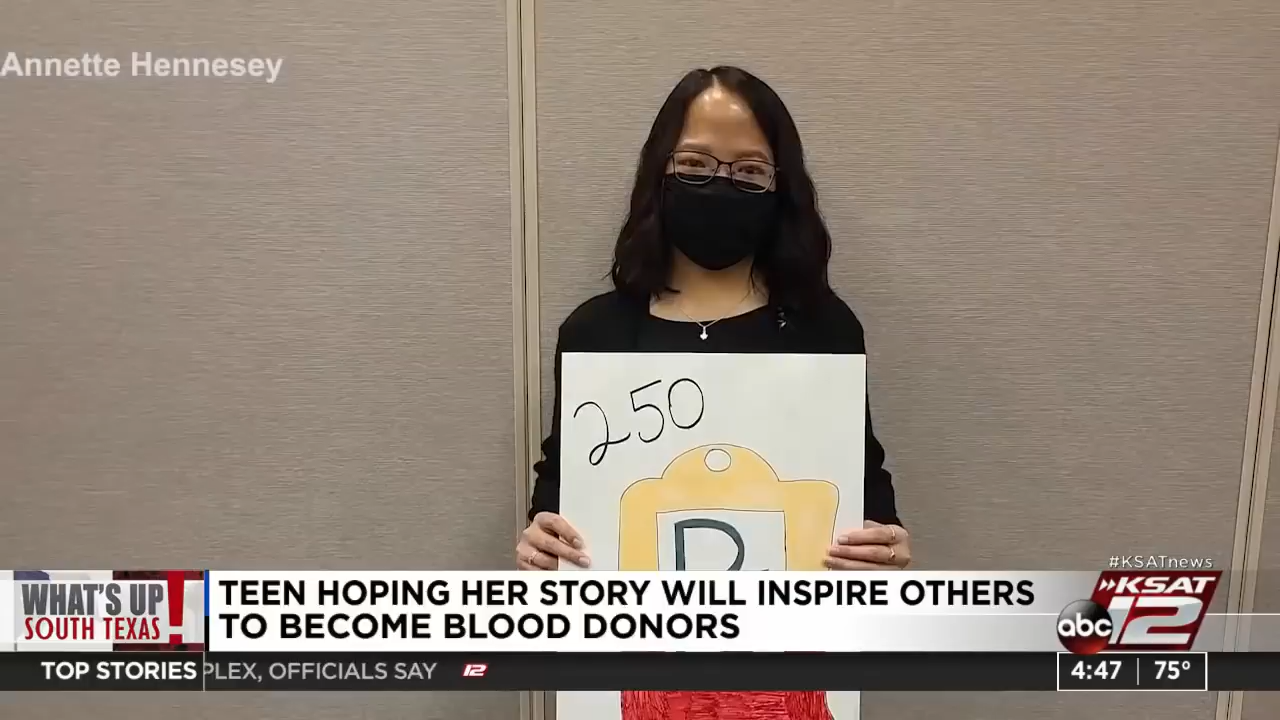 Annette Hennesey
250
B
#KSATnews
WHAT'S UP
SOUTH TEXAS!
TEEN HOPING HER STORY WILL INSPIRE OTHERS
TO BECOME BLOOD DONORS
KSAT
abc 12
TOP STORIES PLEX, OFFICIALS SAY 12
4:47 75°